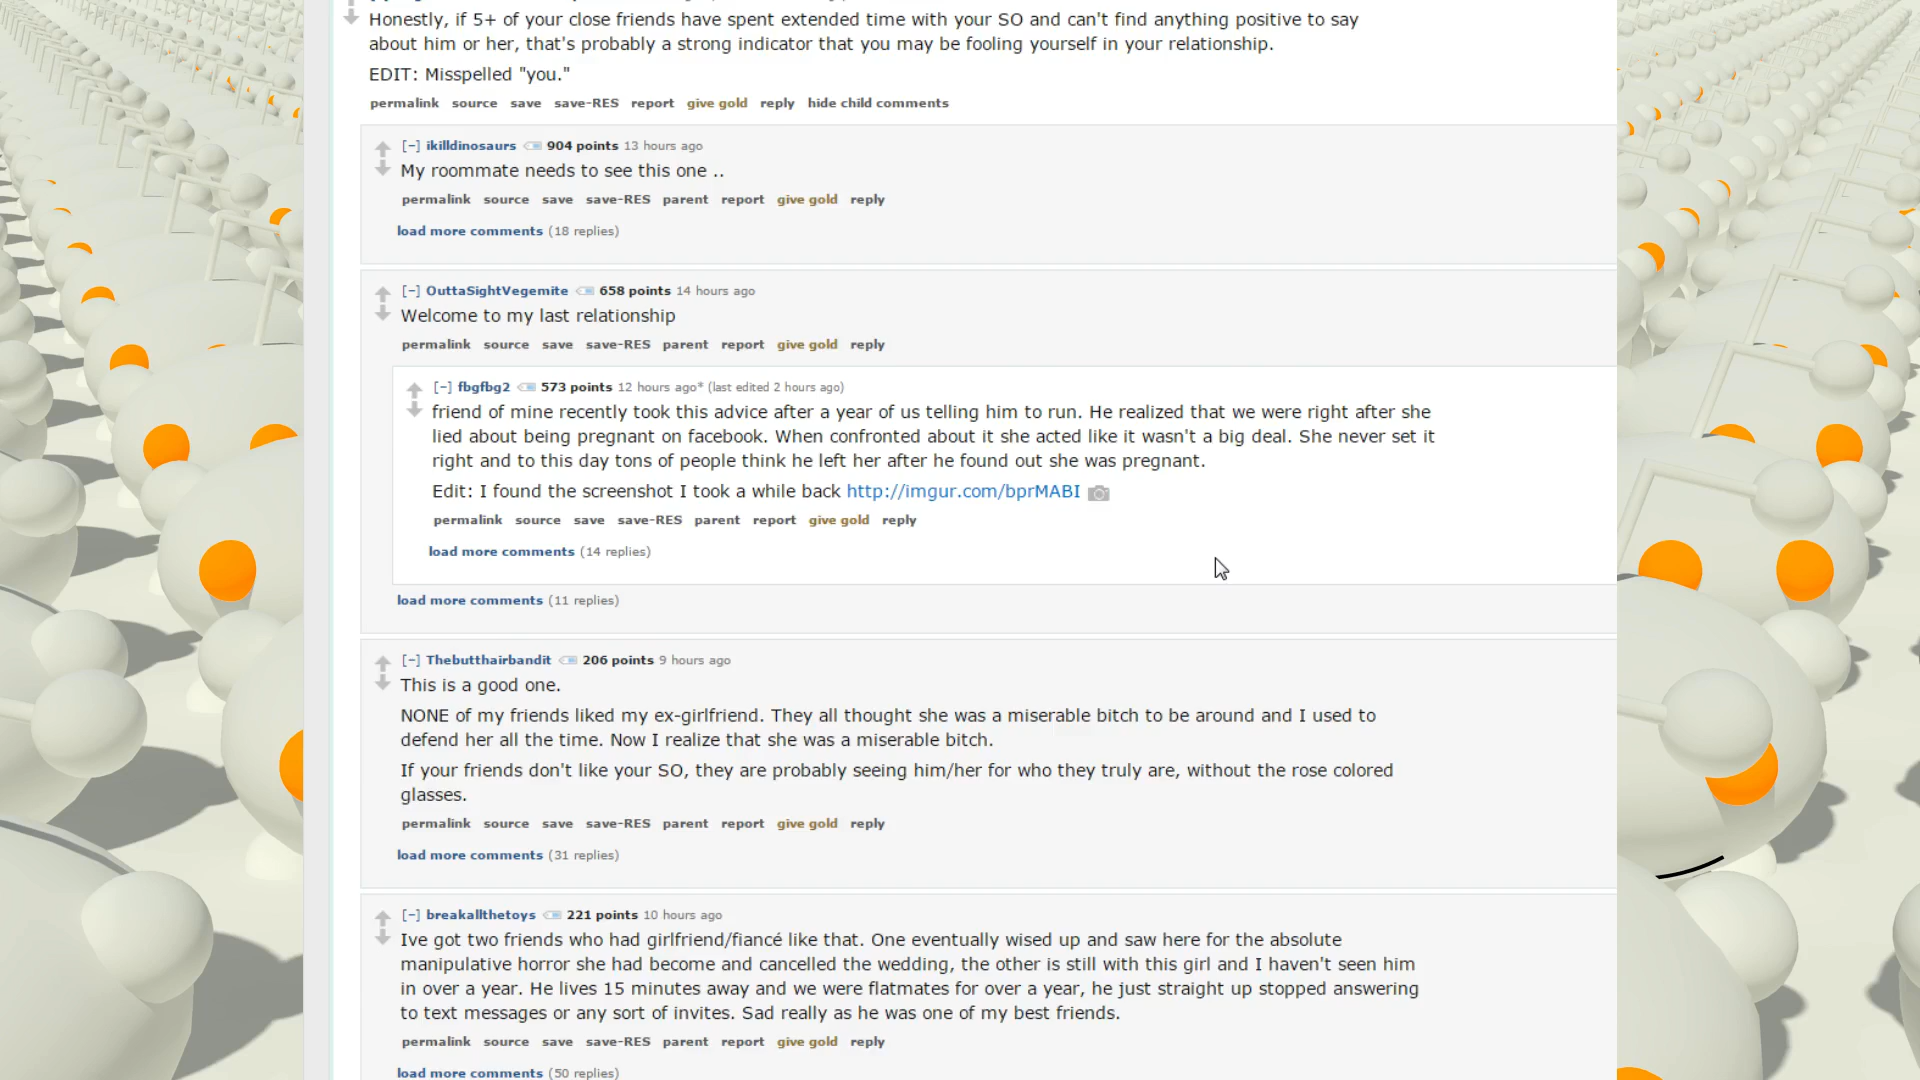 Honestly, if 5+ of your close friends have spent extended time with your SO and can't find anything positive to say
about him or her, that's probably a strong indicator that you may be fooling yourself in your relationship.
EDIT: Misspelled "you."
permalink source save save-RES report give gold reply hide child comments
[-] ikilldinosaurs 904 points 13 hours ago
My roommate needs to see this one ..
permalink source save save-RES parent report give gold reply
load more comments (18 replies)
[-] OuttaSightVegemite 658 points 14 hours ago
Welcome to my last relationship
permalink source save save-RES parent report give gold reply
[-] fbgfbg2 573 points 12 hours ago* (last edited 2 hours ago)
friend of mine recently took this advice after a year of us telling him to run. He realized that we were right after she
lied about being pregnant on facebook. When confronted about it she acted like it wasn't a big deal. She never set it
right and to this day tons of people think he left her after he found out she was pregnant.
Edit: I found the screenshot I took a while back http://imgur.com/bprMABI
permalink source save save-RES parent report give gold reply
load more comments (14 replies)
load more comments (11 replies)
[-] Thebutthairbandit 206 points 9 hours ago
This is a good one.
NONE of my friends liked my ex-girlfriend. They all thought she was a miserable bitch to be around and I used to
defend her all the time. Now I realize that she was a miserable bitch.
If your friends don't like your SO, they are probably seeing him/her for who they truly are, without the rose colored
glasses.
permalink source save save-RES parent report give gold reply
load more comments (31 replies)
[-] breakallthetoys 221 points 10 hours ago
Ive got two friends who had girlfriend/fiancé like that. One eventually wised up and saw here for the absolute
manipulative horror she had become and cancelled the wedding, the other is still with this girl and I haven't seen him
in over a year. He lives 15 minutes away and we were flatmates for over a year, he just straight up stopped answering
to text messages or any sort of invites. Sad really as he was one of my best friends.
permalink source save save-RES parent report give gold reply
load more comments (50 replies)